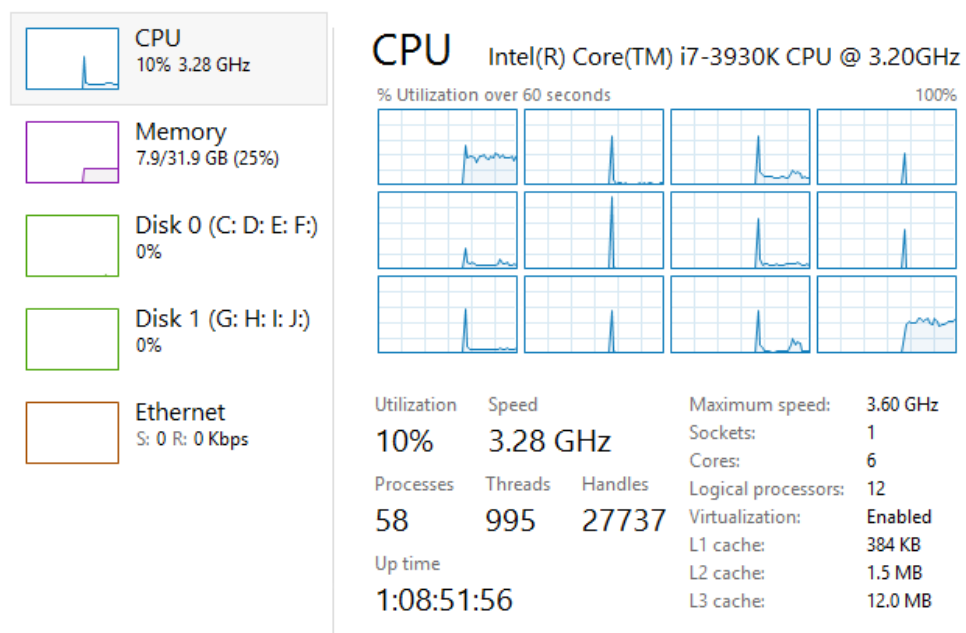 CPU
10% 3.28 GHz
Memory
7.9/31.9 GB (25%)
Disk 0 (C: D: E: F:)
0%
Disk 1 (G: H: I: J:)
0%
Ethernet
S: 0 R: 0 Kbps
CPU Intel(R) Core(TM) i7-3930K CPU @ 3.20GHz
% Utilization over 60 seconds 100%
Utilization Speed
10% 3.28 GHz
Processes Threads Handles
58 995 27737
Up time
1:08:51:56
Maximum speed: 3.60 GHz
Sockets: 1
Cores: 6
Logical processors: 12
Virtualization: Enabled
L1 cache: 384 KB
L2 cache: 1.5 MB
L3 cache: 12.0 MB